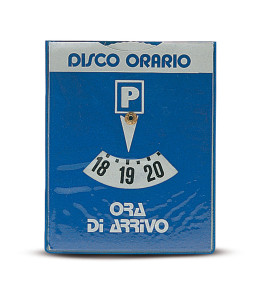 DISCO ORARIO
P
18 19 20
ORA
DI ARRIVO